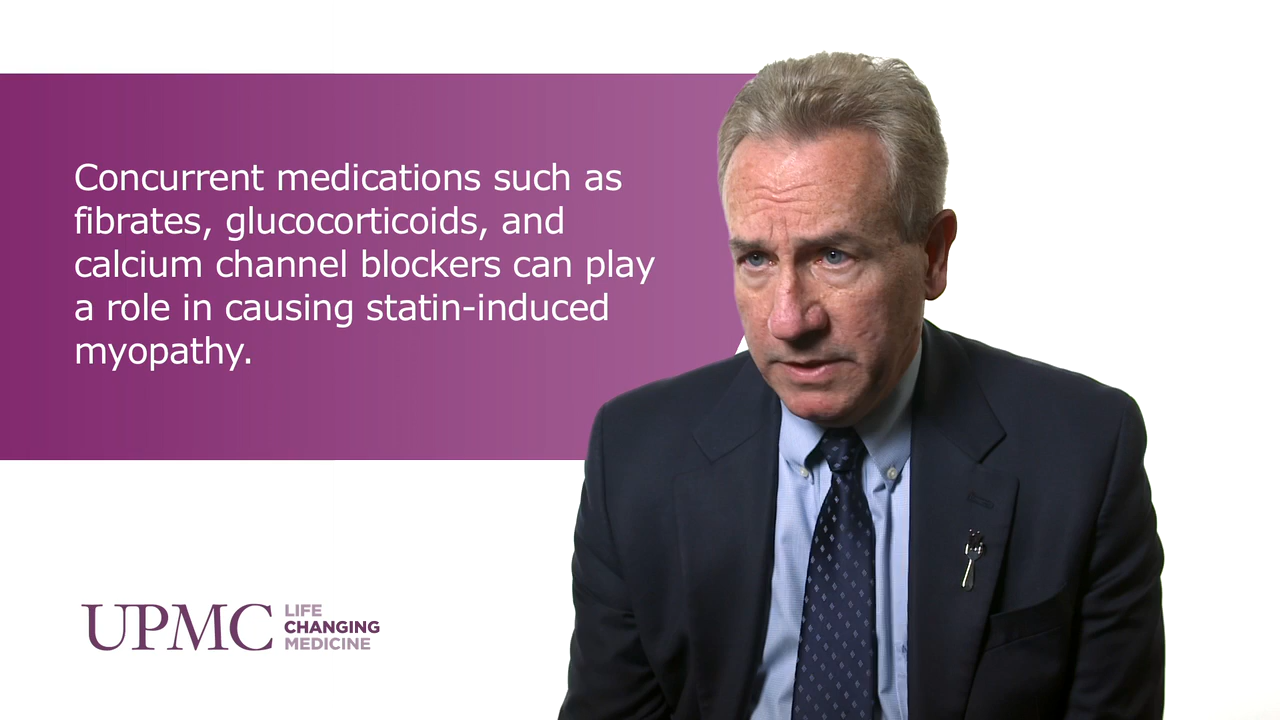 Concurrent medications such as
fibrates, glucocorticoids, and
calcium channel blockers can play
a role in causing statin-induced
myopathy.
UPMC
LIFE
CHANGING
MEDICINE